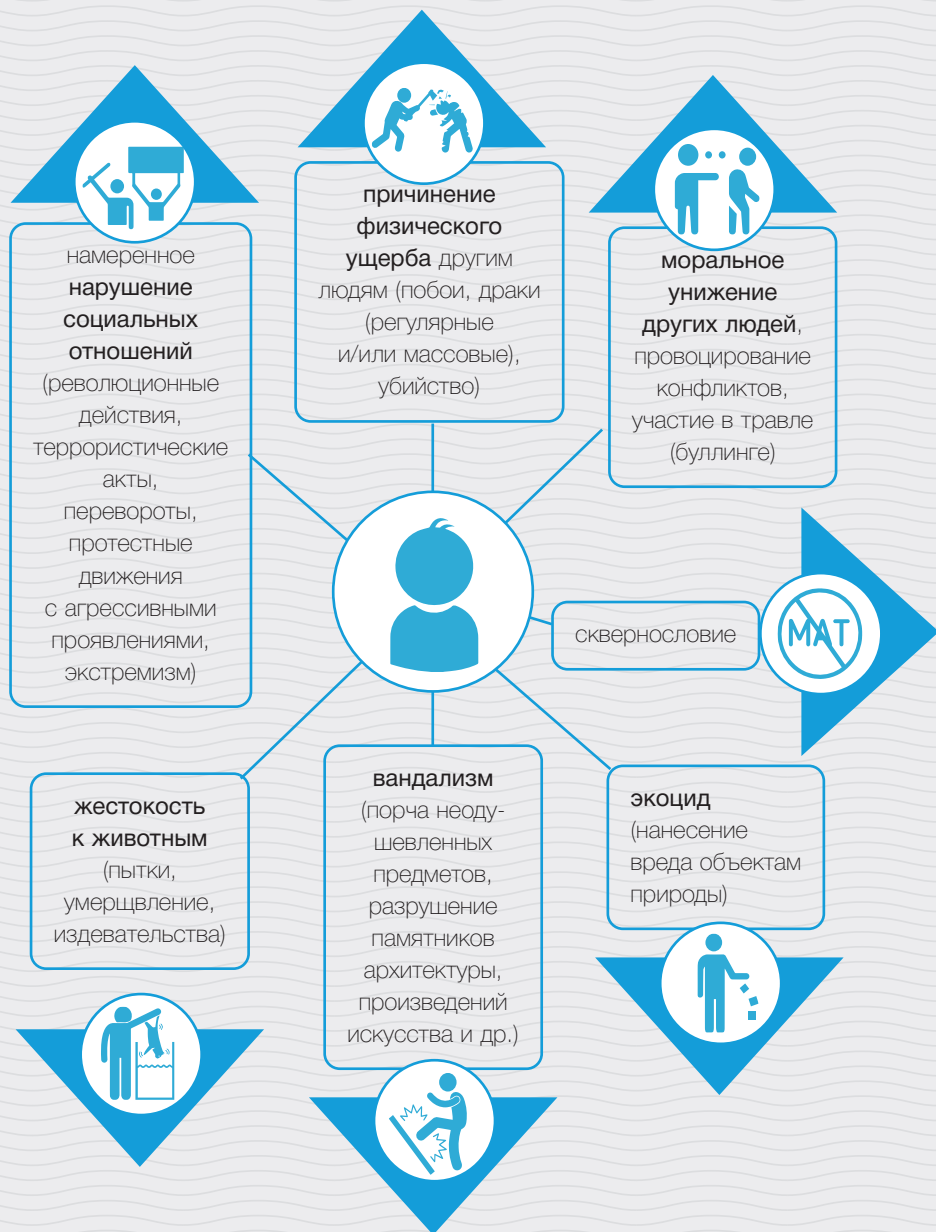 намеренное
нарушение
социальных
отношений
(революционные
действия,
террористические
акты,
перевороты,
протестные
движения
с агрессивными
проявлениями,
экстремизм)
причинение
физического
ущерба другим
людям (побои, драки
(регулярные
и/или массовые),
убийство)
моральное
унижение
других людей,
провоцирование
конфликтов,
участие в травле
(буллинге)
сквернословие
МАТ
жестокость
к животным
(пытки,
умерщвление,
издевательства)
вандализм
(порча неоду-
шевленных
предметов,
разрушение
памятников
архитектуры,
произведений
искусства и др.)
экоцид
(нанесение
вреда объектам
природы)